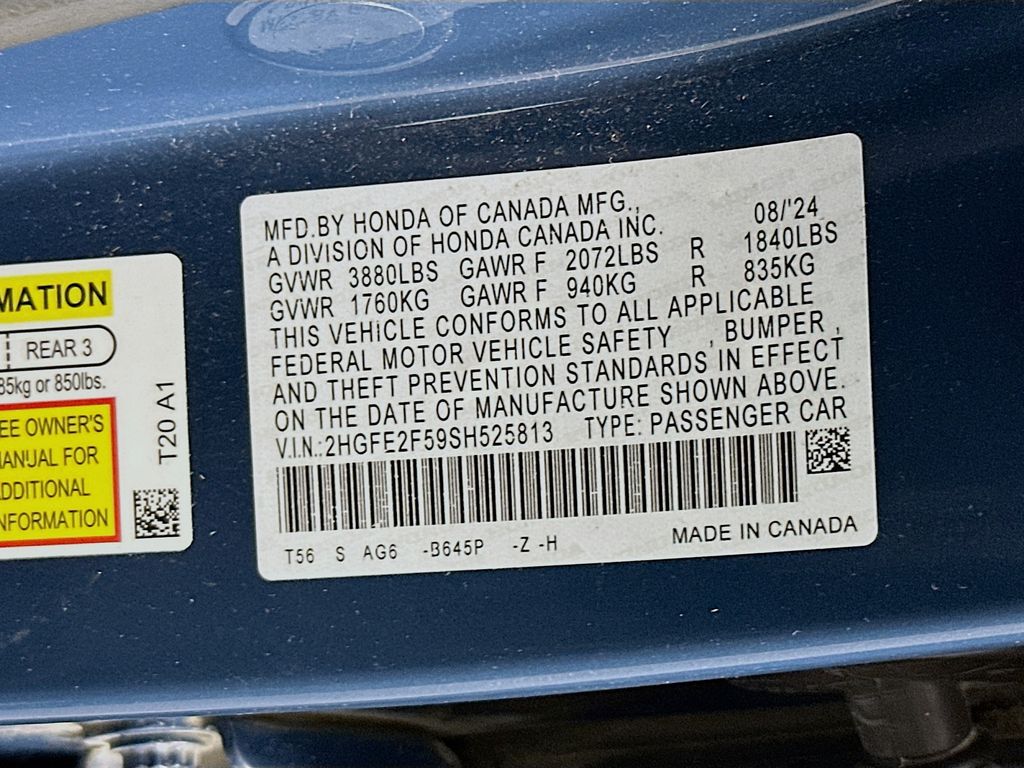 MATION
REAR 3
85kg or 850lbs.
EE OWNER'S
ANUAL FOR
ADDITIONAL
NFORMATION
T20 A1
MFD.BY HONDA OF CANADA MFG., 08/'24
A DIVISION OF HONDA CANADA INC.
GVWR 3880LBS GAWR F 2072LBS R 1840LBS
GVWR 1760KG GAWR F 940KG R 835KG
THIS VEHICLE CONFORMS TO ALL APPLICABLE
FEDERAL MOTOR VEHICLE SAFETY , BUMPER ,
AND THEFT PREVENTION STANDARDS IN EFFECT
ON THE DATE OF MANUFACTURE SHOWN ABOVE.
V.I.N.:2HGFE2F59SH525813 TYPE: PASSENGER CAR
T56 S AG6 -B645P -Z -H MADE IN CANADA